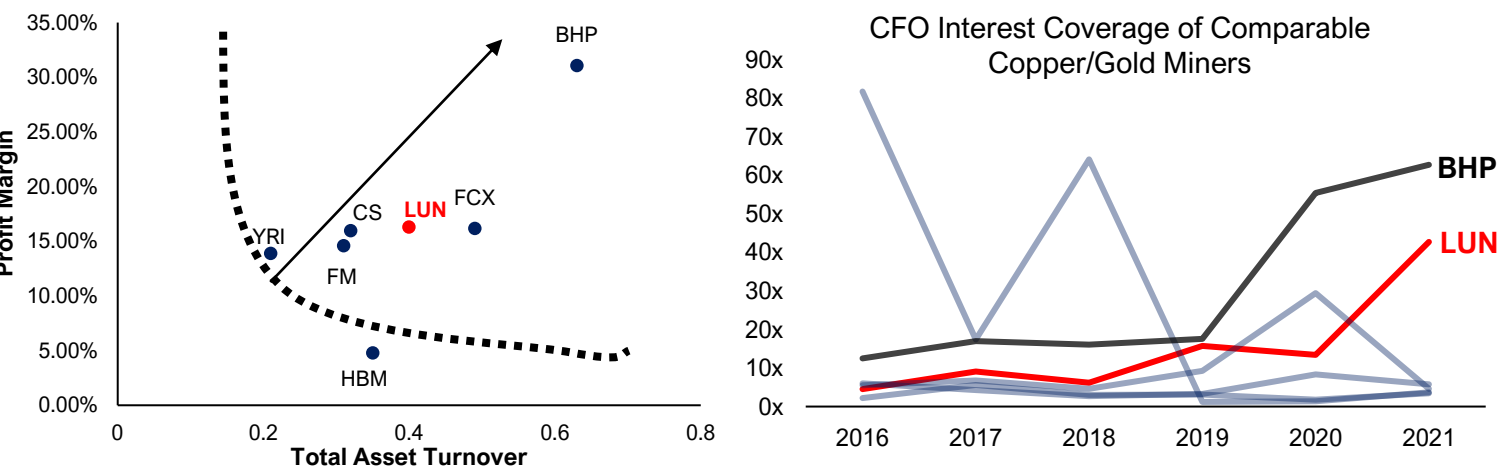 35.00%
30.00%
25.00%
20.00%
15.00%
10.00%
5.00%
0.00%
Profit Margin
0
0.2
0.4
0.6
0.8
Total Asset Turnover
BHP
FCX
LUN
CS
YRI
FM
HBM
CFO Interest Coverage of Comparable
Copper/Gold Miners
90x
80x
70x
60x
50x
40x
30x
20x
10x
0x
2016
2017
2018
2019
2020
2021
BHP
LUN